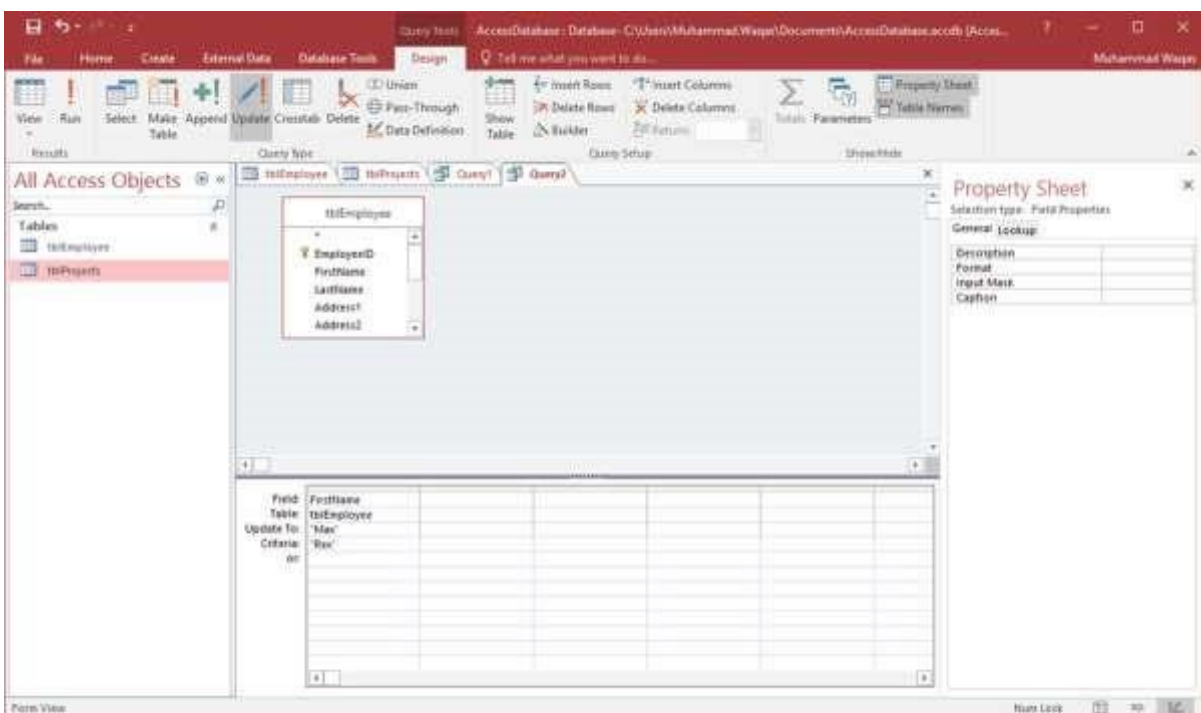 Query Tools
AccessDatabase : Database- C:\Users\Muhammad.Waqas\Documents\AccessDatabase.accdb (Acces...
?
File Home Create External Data Database Tools Design Tell me what you want to do... Muhammad Waqas
View Run Select Make Table Append Update Crosstab Delete
Union
Pass-Through
Data Definition
Show Table
Insert Rows
Delete Rows
Builder
Insert Columns
Delete Columns
Return:
Totals Parameters
Property Sheet
Table Names
Results Query Type Query Setup Show/Hide
All Access Objects
Search...
Tables
tblEmployee
tblProjects
tblEmployee tblProjects Query1 Query2
tblEmployee
*
EmployeeID
FirstName
LastName
Address1
Address2
Property Sheet
Selection type: Field Properties
General Lookup
Description
Format
Input Mask
Caption
Field: FirstName
Table: tblEmployee
Update To: "Max"
Criteria: "Rex"
or:
Form View Num Lock SQL